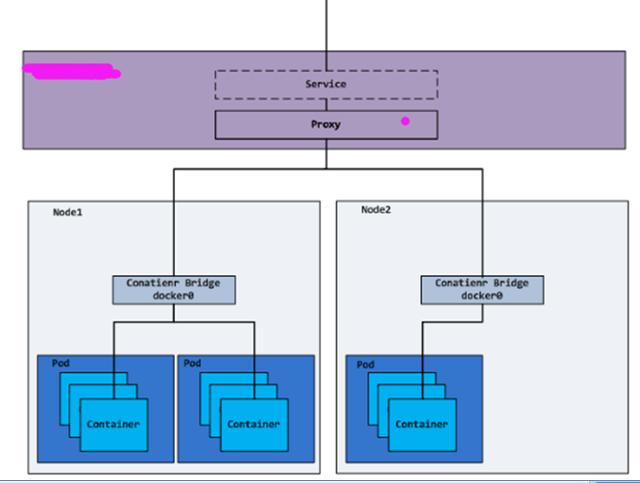 Service
Proxy
Node1
Node2
Conatienr Bridge
docker0
Conatienr Bridge
docker0
Pod
Pod
Pod
Container
Container
Container